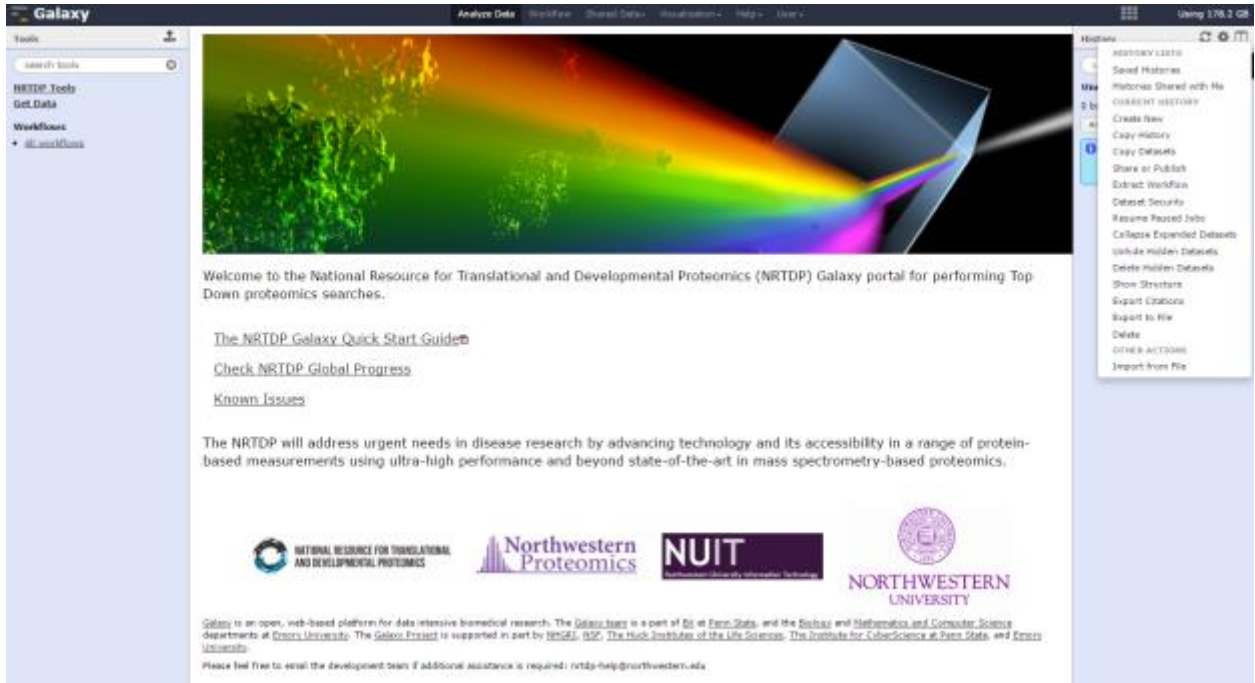 Galaxy
Analyze Data Workflow Shared Data Visualization Help User
Using 178.2 GB
Tools
search tools
NRTDP Tools
Get Data
Workflows
All workflows
Welcome to the National Resource for Translational and Developmental Proteomics (NRTDP) Galaxy portal for performing Top
Down proteomics searches.
The NRTDP Galaxy Quick Start Guide
Check NRTDP Global Progress
Known Issues
The NRTDP will address urgent needs in disease research by advancing technology and its accessibility in a range of protein-
based measurements using ultra-high performance and beyond state-of-the-art in mass spectrometry-based proteomics.
NATIONAL RESOURCE FOR TRANSLATIONAL
AND DEVELOPMENTAL PROTEOMICS
Northwestern
Proteomics
NUIT
Northwestern University Information Technology
NORTHWESTERN
UNIVERSITY
Galaxy is an open, web-based platform for data intensive biomedical research. The Galaxy team is a part of BX at Penn State, and the Biology and Mathematics and Computer Science
departments at Emory University. The Galaxy Project is supported in part by NHGRI, NSF, The Huck Institutes of the Life Sciences, The Institute for CyberScience at Penn State, and Emory
University.
Please feel free to email the development team if additional assistance is required: nrtdp-help@northwestern.edu
History
HISTORY LISTS
Saved Histories
Histories Shared with Me
CURRENT HISTORY
Create New
Copy History
Copy Datasets
Share or Publish
Extract Workflow
Dataset Security
Resume Paused Jobs
Collapse Expanded Datasets
Unhide Hidden Datasets
Delete Hidden Datasets
Show Structure
Export Citations
Export to File
Delete
OTHER ACTIONS
Import from File